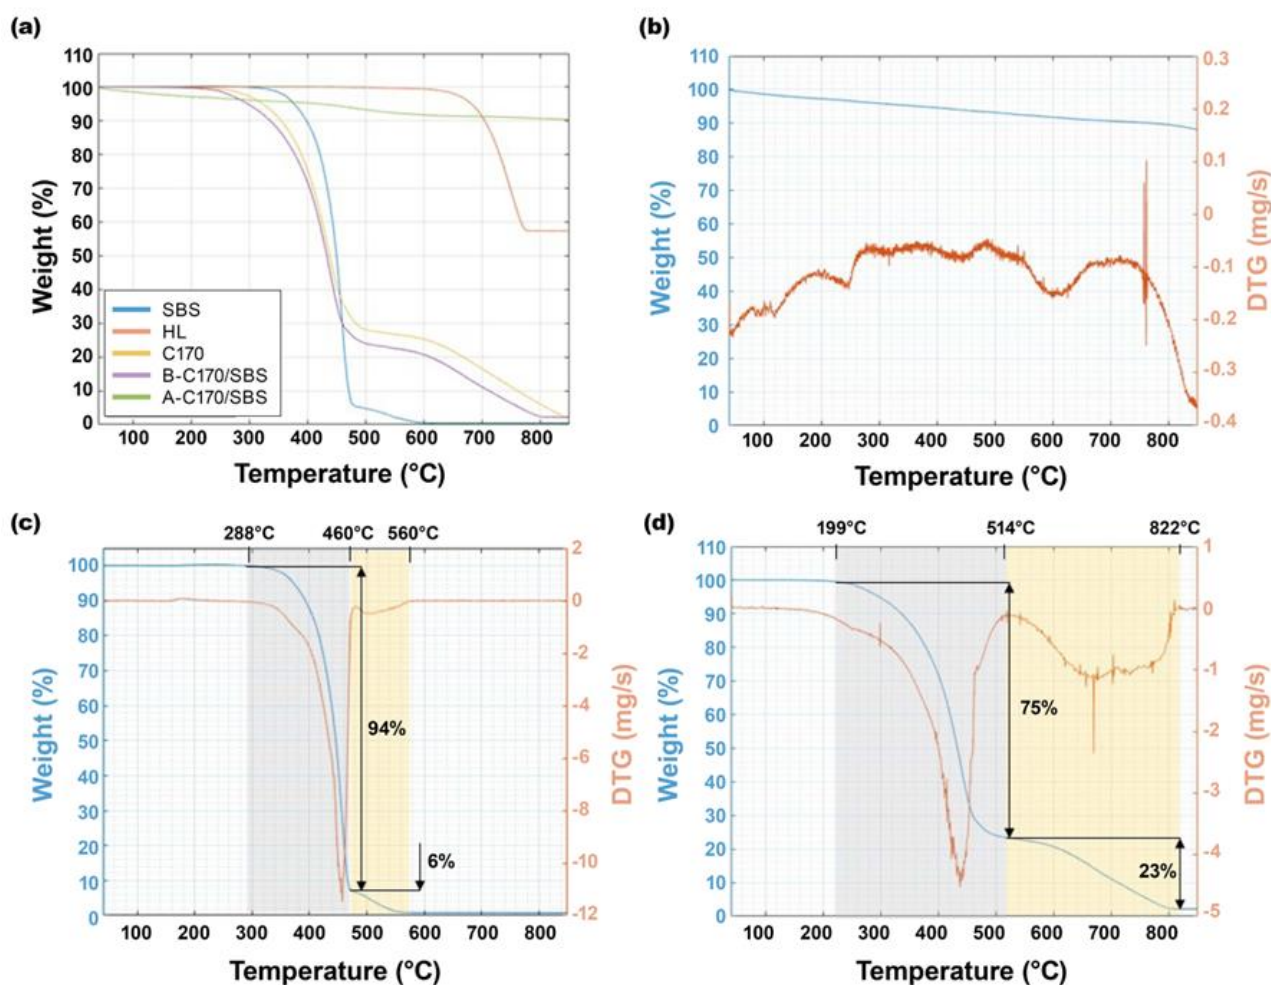 (a)
110
100
90
80
70
60
50
40
30
20
10
0
Weight (%)
SBS
HL
C170
B-C170/SBS
A-C170/SBS
100 200 300 400 500 600 700 800
Temperature (°C)
(b)
110
100
90
80
70
60
50
40
30
20
10
0
Weight (%)
0.3
0.2
0.1
0
-0.1
-0.2
-0.3
-0.4
DTG (mg/s)
100 200 300 400 500 600 700 800
Temperature (°C)
(c)
288°C 460°C 560°C
100
90
80
70
60
50
40
30
20
10
0
Weight (%)
94%
6%
2
0
-2
-4
-6
-8
-10
-12
DTG (mg/s)
100 200 300 400 500 600 700 800
Temperature (°C)
(d)
199°C 514°C 822°C
110
100
90
80
70
60
50
40
30
20
10
0
Weight (%)
75%
23%
1
0
-1
-2
-3
-4
-5
DTG (mg/s)
100 200 300 400 500 600 700 800
Temperature (°C)